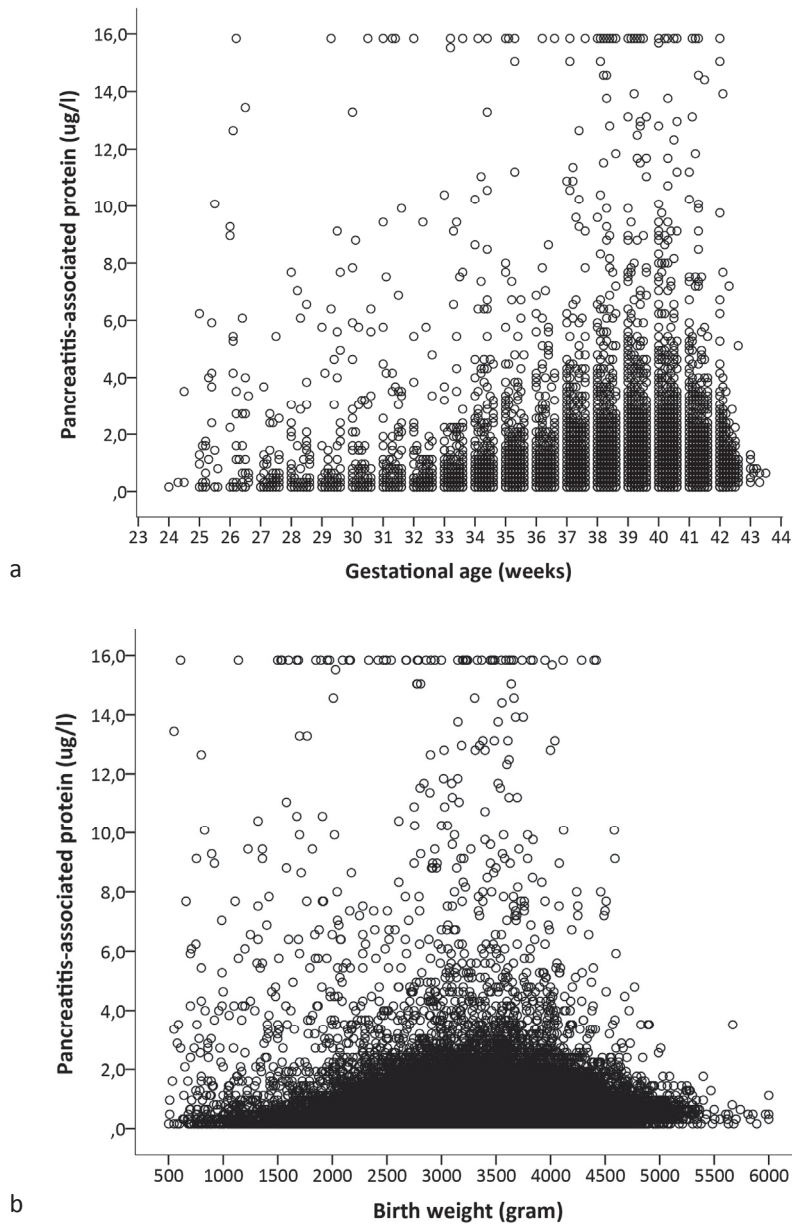 16,0
14,0
12,0
10,0
8,0
6,0
4,0
2,0
,0
Pancreatitis-associated protein (ug/l)
23 24 25 26 27 28 29 30 31 32 33 34 35 36 37 38 39 40 41 42 43 44
Gestational age (weeks)
a
16,0
14,0
12,0
10,0
8,0
6,0
4,0
2,0
,0
Pancreatitis-associated protein (ug/l)
500 1000 1500 2000 2500 3000 3500 4000 4500 5000 5500 6000
Birth weight (gram)
b